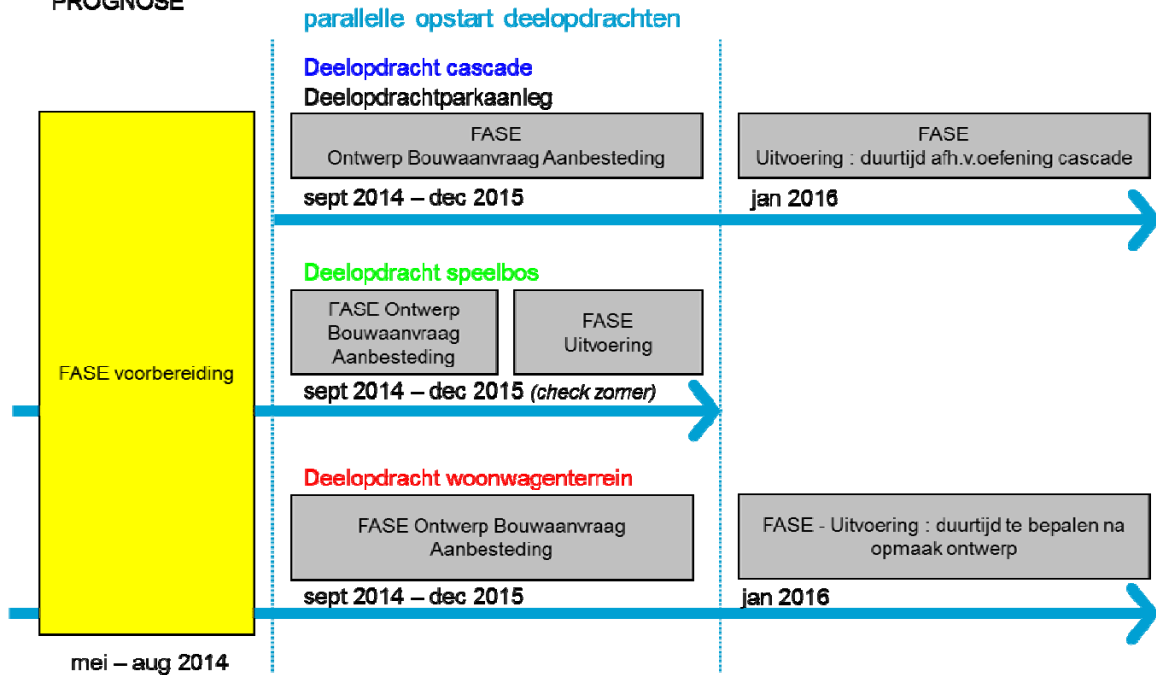 PROGNOSE
parallelle opstart deelopdrachten
Deelopdracht cascade
Deelopdrachtparkaanleg
FASE
Ontwerp Bouwaanvraag Aanbesteding
FASE
Uitvoering : duurtijd afh.v.oefening cascade
sept 2014 – dec 2015
jan 2016
Deelopdracht speelbos
FASE Ontwerp
Bouwaanvraag
Aanbesteding
FASE
Uitvoering
FASE voorbereiding
sept 2014 – dec 2015 (check zomer)
Deelopdracht woonwagenterrein
FASE Ontwerp Bouwaanvraag
Aanbesteding
FASE - Uitvoering : duurtijd te bepalen na
opmaak ontwerp
sept 2014 – dec 2015
jan 2016
mei – aug 2014